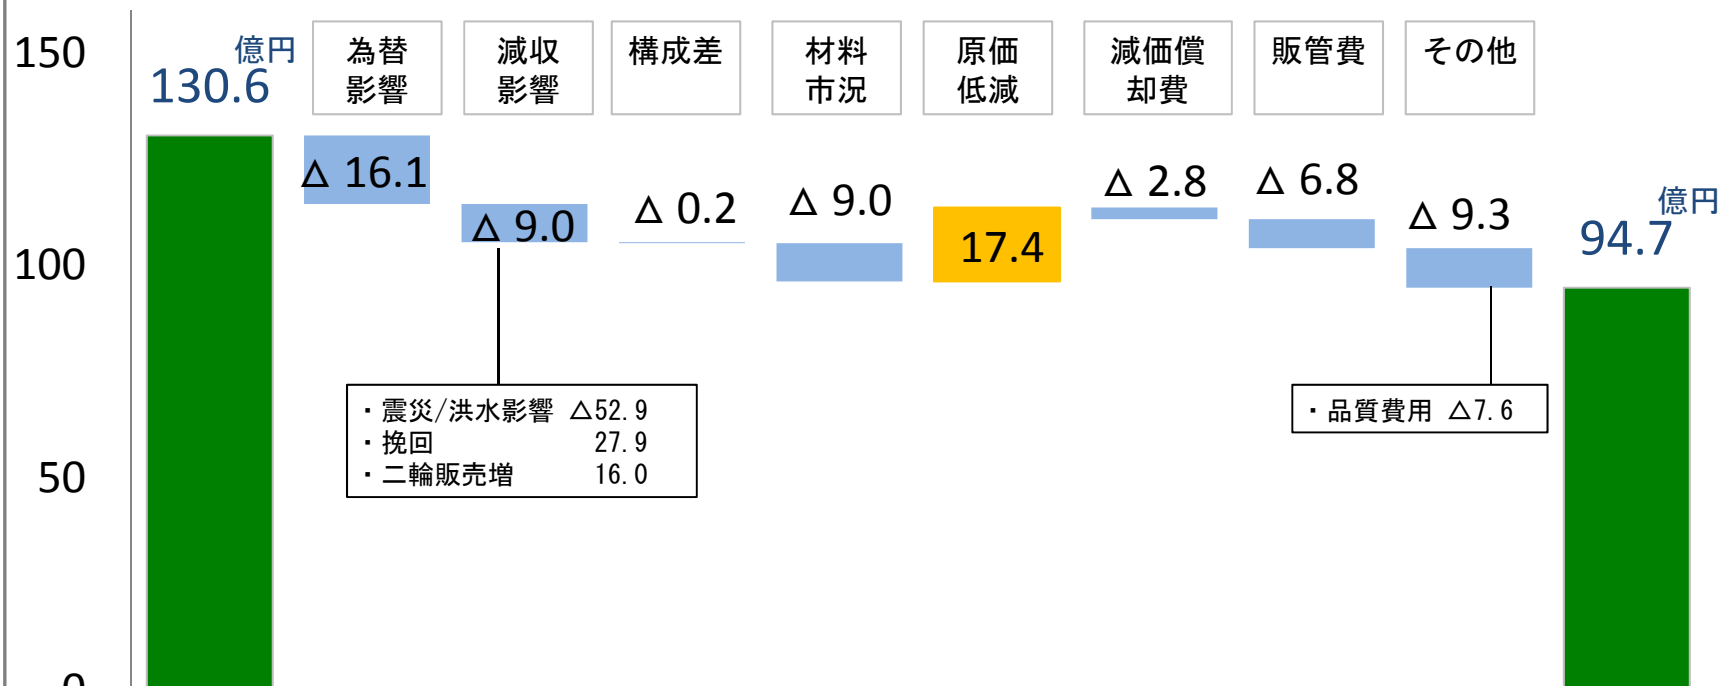 150
100
50
0
億円
130.6
為替
影響
減収
影響
構成差
材料
市況
原価
低減
減価償
却費
販管費
その他
△ 16.1
△ 9.0
△ 0.2
△ 9.0
17.4
△ 2.8
△ 6.8
△ 9.3
億円
94.7
・震災/洪水影響 △52.9
・挽回 27.9
・二輪販売増 16.0
・品質費用 △7.6